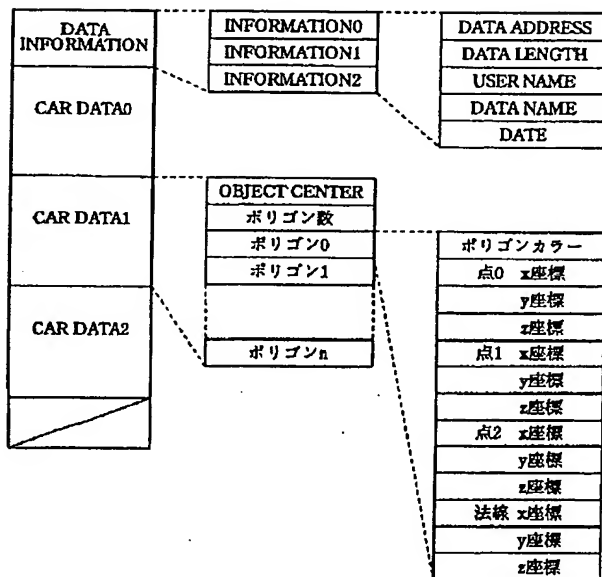 DATA
INFORMATION
CAR DATA0
CAR DATA1
CAR DATA2
INFORMATION0
INFORMATION1
INFORMATION2
DATA ADDRESS
DATA LENGTH
USER NAME
DATA NAME
DATE
OBJECT CENTER
ポリゴン数
ポリゴン0
ポリゴン1
ポリゴンn
ポリゴンカラー
点0 x座標
y座標
z座標
点1 x座標
y座標
z座標
点2 x座標
y座標
z座標
法線 x座標
y座標
z座標